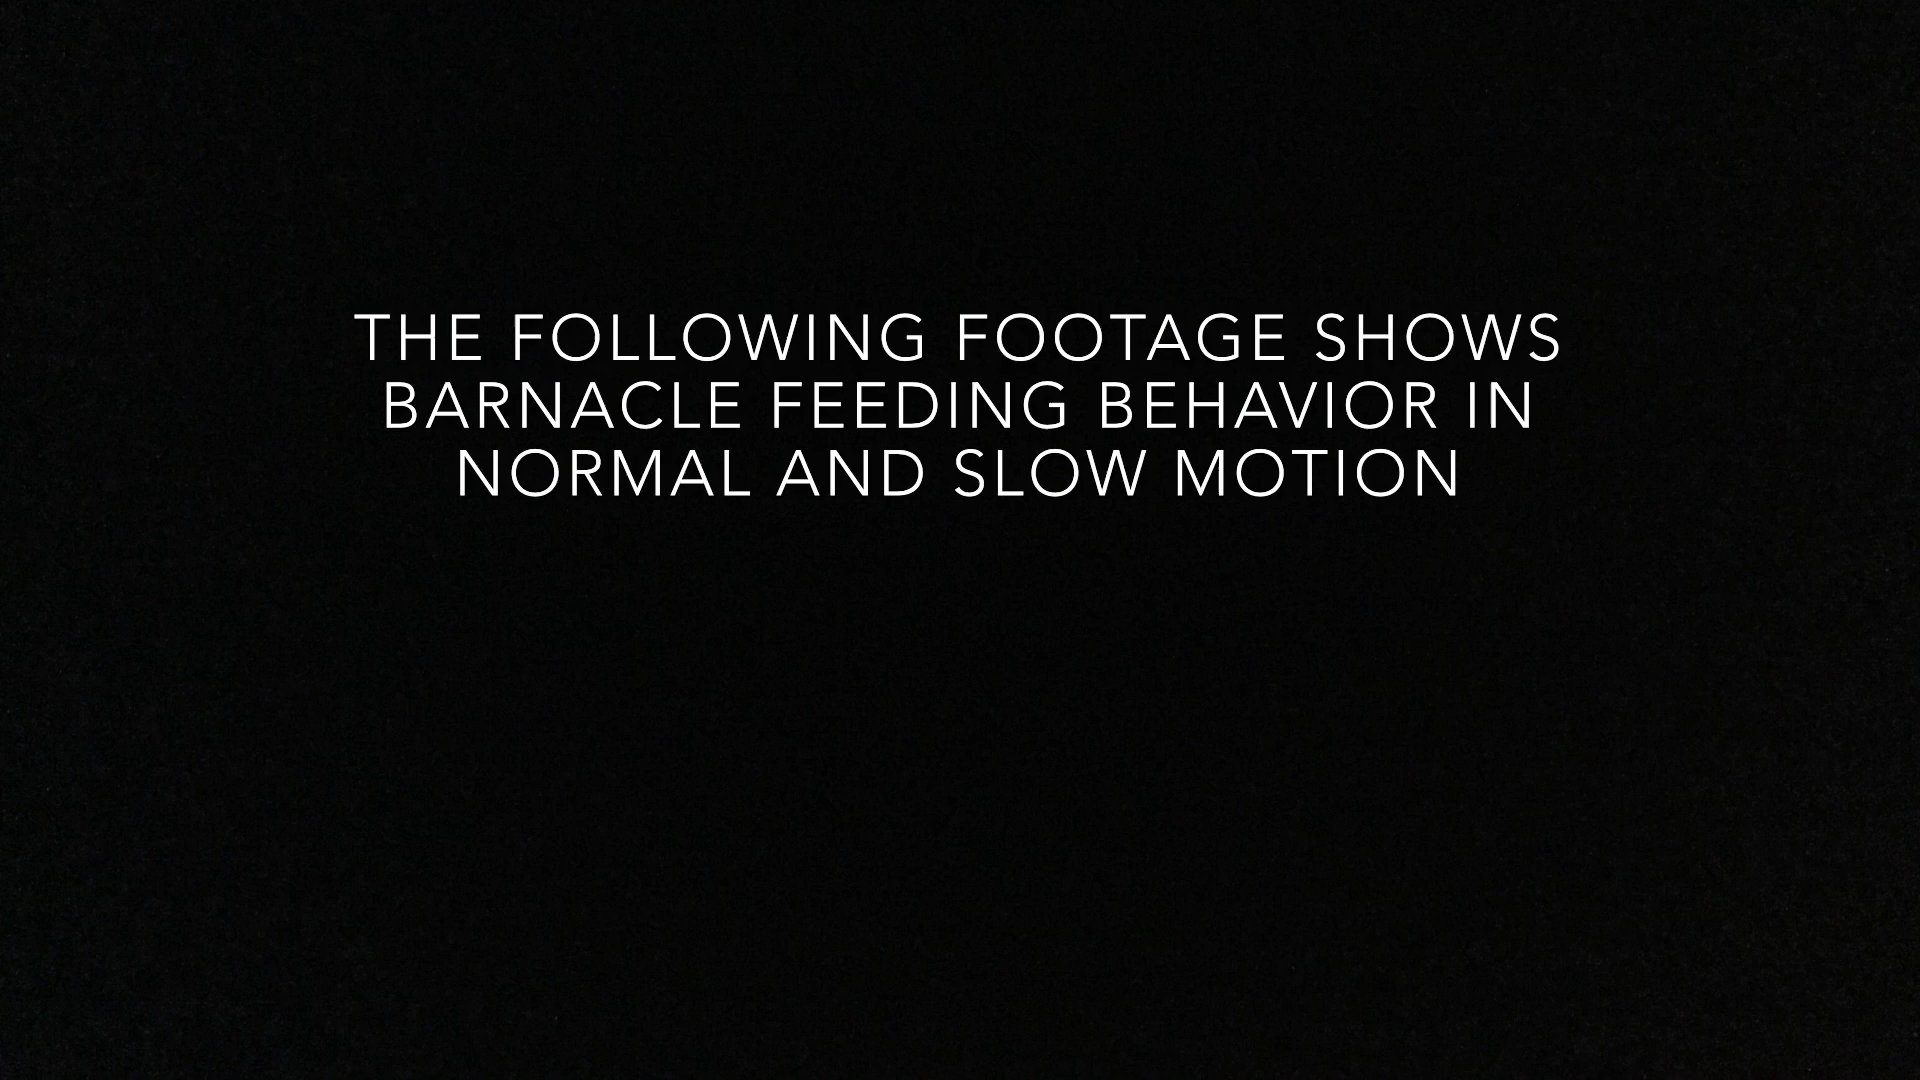 THE FOLLOWING FOOTAGE SHOWS
BARNACLE FEEDING BEHAVIOR IN
NORMAL AND SLOW MOTION